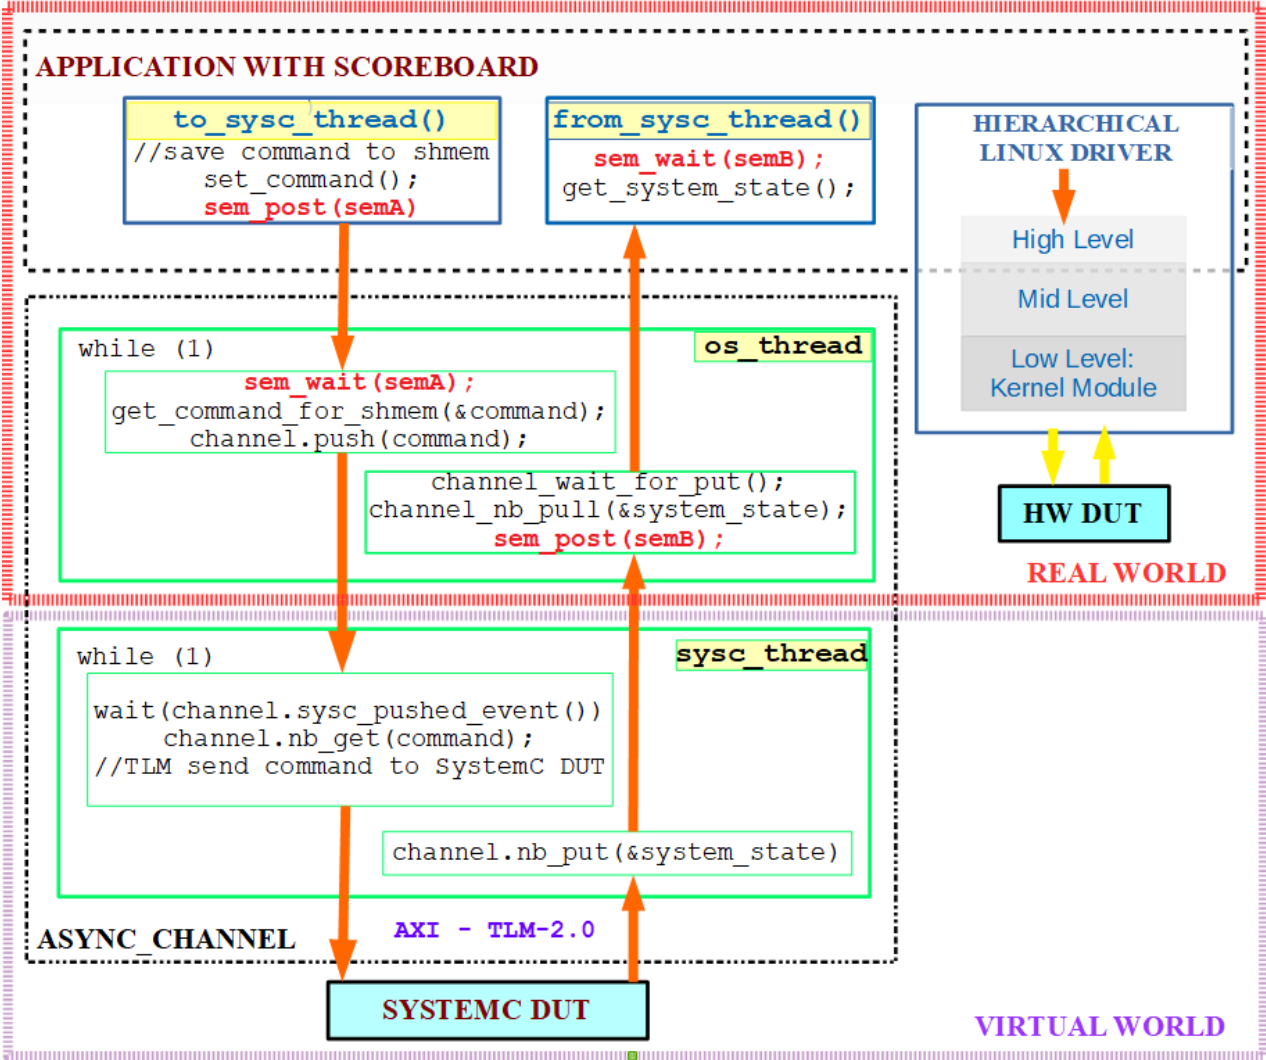 APPLICATION WITH SCOREBOARD
to_sysc_thread()
//save command to shmem
set_command();
sem_post(semA)
from_sysc_thread()
sem_wait(semB);
get_system_state();
HIERARCHICAL
LINUX DRIVER
High Level
Mid Level
Low Level:
Kernel Module
while (1)
os_thread
sem_wait(semA);
get_command_for_shmem(&command);
channel.push(command);
channel_wait_for_put();
channel_nb_pull(&system_state);
sem_post(semB);
HW DUT
REAL WORLD
while (1)
sysc_thread
wait(channel.sysc_pushed_event())
channel.nb_get(command);
//TLM send command to SystemC DUT
channel.nb_put(&system_state)
AXI - TLM-2.0
ASYNC_CHANNEL
SYSTEMC DUT
VIRTUAL WORLD